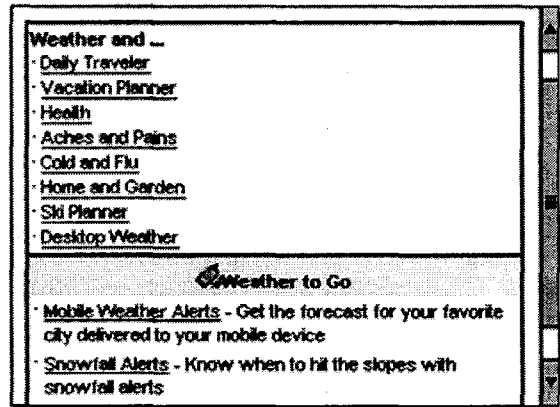 Weather and ...
· Daily Traveler
· Vacation Planner
· Health
· Aches and Pains
· Cold and Flu
· Home and Garden
· Ski Planner
· Desktop Weather
Weather to Go
· Mobile Weather Alerts - Get the forecast for your favorite
city delivered to your mobile device
· Snowfall Alerts - Know when to hit the slopes with
snowfall alerts